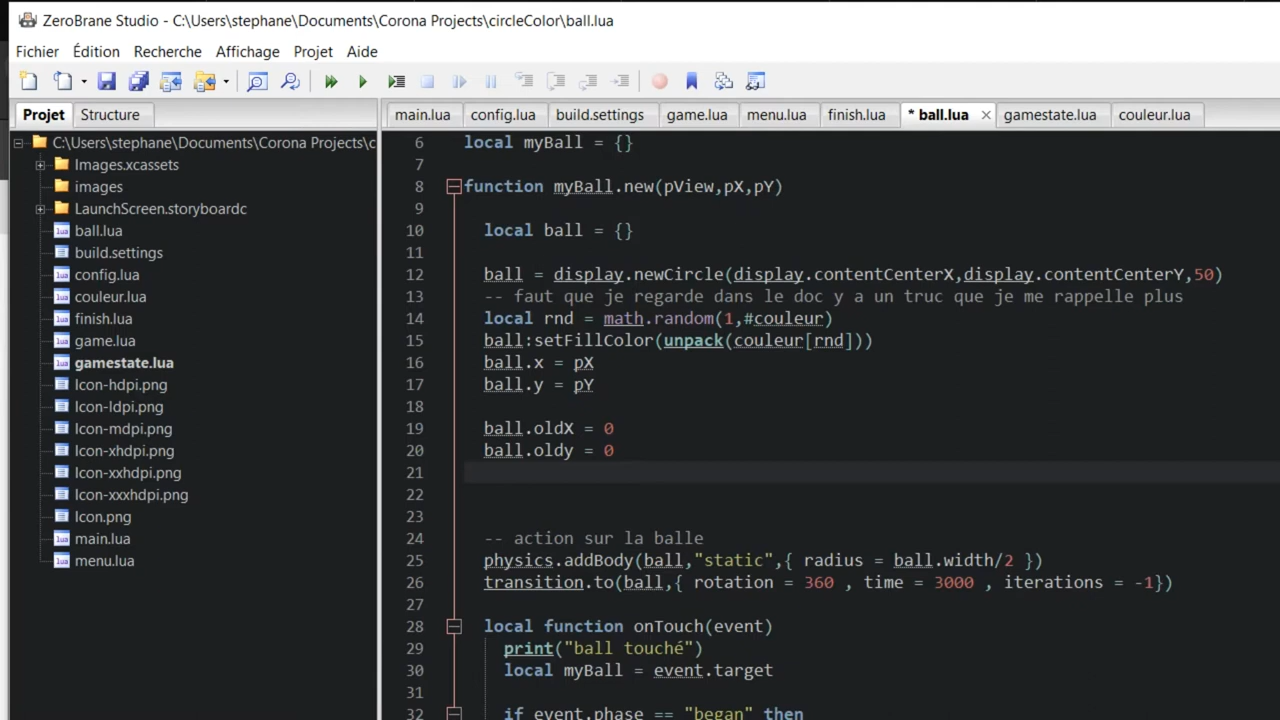 ZeroBrane Studio - C:\Users\stephane\Documents\Corona Projects\circleColor\ball.lua
Fichier Édition Recherche Affichage Projet Aide
Projet Structure
main.lua config.lua build.settings game.lua menu.lua finish.lua * ball.lua gamestate.lua couleur.lua
C:\Users\stephane\Documents\Corona Projects\c
Images.xcassets
images
LaunchScreen.storyboardc
ball.lua
build.settings
config.lua
couleur.lua
finish.lua
game.lua
gamestate.lua
Icon-hdpi.png
Icon-ldpi.png
Icon-mdpi.png
Icon-xhdpi.png
Icon-xxhdpi.png
Icon-xxxhdpi.png
Icon.png
main.lua
menu.lua
6 local myBall = {}
7
8 function myBall.new(pView,pX,pY)
9
10 local ball = {}
11
12 ball = display.newCircle(display.contentCenterX,display.contentCenterY,50)
13 -- faut que je regarde dans le doc y a un truc que je me rappelle plus
14 local rnd = math.random(1,#couleur)
15 ball:setFillColor(unpack(couleur[rnd]))
16 ball.x = pX
17 ball.y = pY
18
19 ball.oldX = 0
20 ball.oldy = 0
21
22
23
24 -- action sur la balle
25 physics.addBody(ball,"static",{ radius = ball.width/2 })
26 transition.to(ball,{ rotation = 360 , time = 3000 , iterations = -1})
27
28 local function onTouch(event)
29 print("ball touché")
30 local myBall = event.target
31
32 if event.phase == "began" then